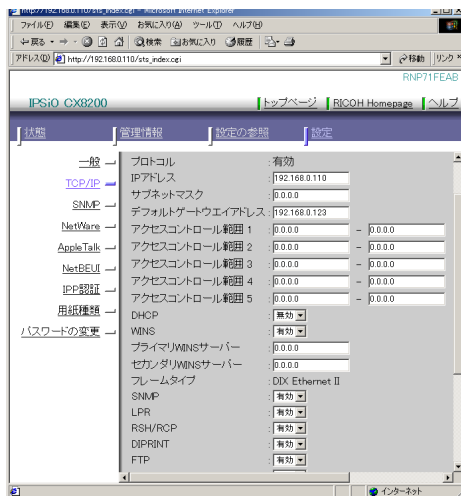 http://192.168.0.110/sts_index.cgi - Microsoft Internet Explorer
ファイル(F) 編集(E) 表示(V) お気に入り(A) ツール(T) ヘルプ(H)
戻る 検索 お気に入り 履歴
アドレス(D) http://192.168.0.110/sts_index.cgi 移動 リンク »
RNP71FEAB
IPSiO CX8200 トップページ RICOH Homepage ヘルプ
状態 管理情報 設定の参照 設定
一般
TCP/IP
SNMP
NetWare
AppleTalk
NetBEUI
IPP認証
用紙種類
パスワードの変更
プロトコル :有効
IPアドレス :192.168.0.110
サブネットマスク :0.0.0.0
デフォルトゲートウエイアドレス :192.168.0.123
アクセスコントロール範囲 1 :0.0.0.0 - 0.0.0.0
アクセスコントロール範囲 2 :0.0.0.0 - 0.0.0.0
アクセスコントロール範囲 3 :0.0.0.0 - 0.0.0.0
アクセスコントロール範囲 4 :0.0.0.0 - 0.0.0.0
アクセスコントロール範囲 5 :0.0.0.0 - 0.0.0.0
DHCP :無効
WINS :有効
プライマリWINSサーバー :0.0.0.0
セカンダリWINSサーバー :0.0.0.0
フレームタイプ :DIX Ethernet II
SNMP :有効
LPR :有効
RSH/RCP :有効
DIPRINT :有効
FTP :有効
インターネット